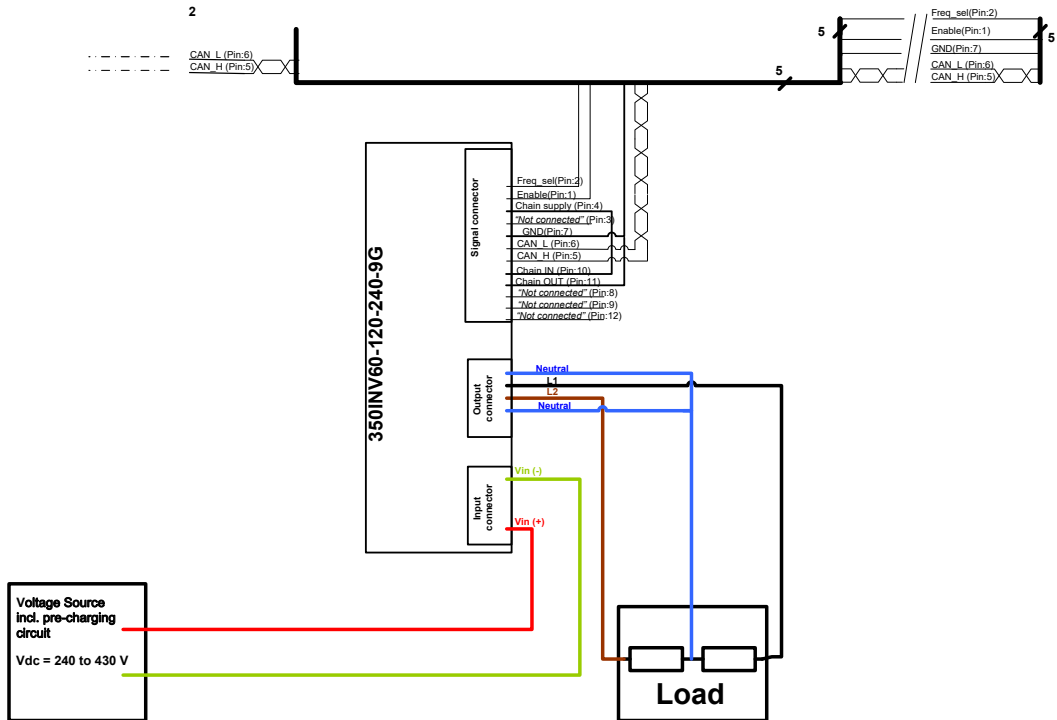 2
CAN_L (Pin:6)
CAN_H (Pin:5)
5
5
Freq_sel(Pin:2)
Enable(Pin:1)
GND(Pin:7)
CAN_L (Pin:6)
CAN_H (Pin:5)
5
350INV60-120-240-9G
Signal connector
Freq_sel(Pin:2)
Enable(Pin:1)
Chain supply (Pin:4)
"Not connected" (Pin:3)
GND(Pin:7)
CAN_L (Pin:6)
CAN_H (Pin:5)
Chain IN (Pin:10)
Chain OUT (Pin:11)
"Not connected" (Pin:8)
"Not connected" (Pin:9)
"Not connected" (Pin:12)
Output
connector
Neutral
L1
L2
Neutral
Input
connector
Vin (-)
Vin (+)
Voltage Source
incl. pre-charging
circuit
Vdc = 240 to 430 V
Load